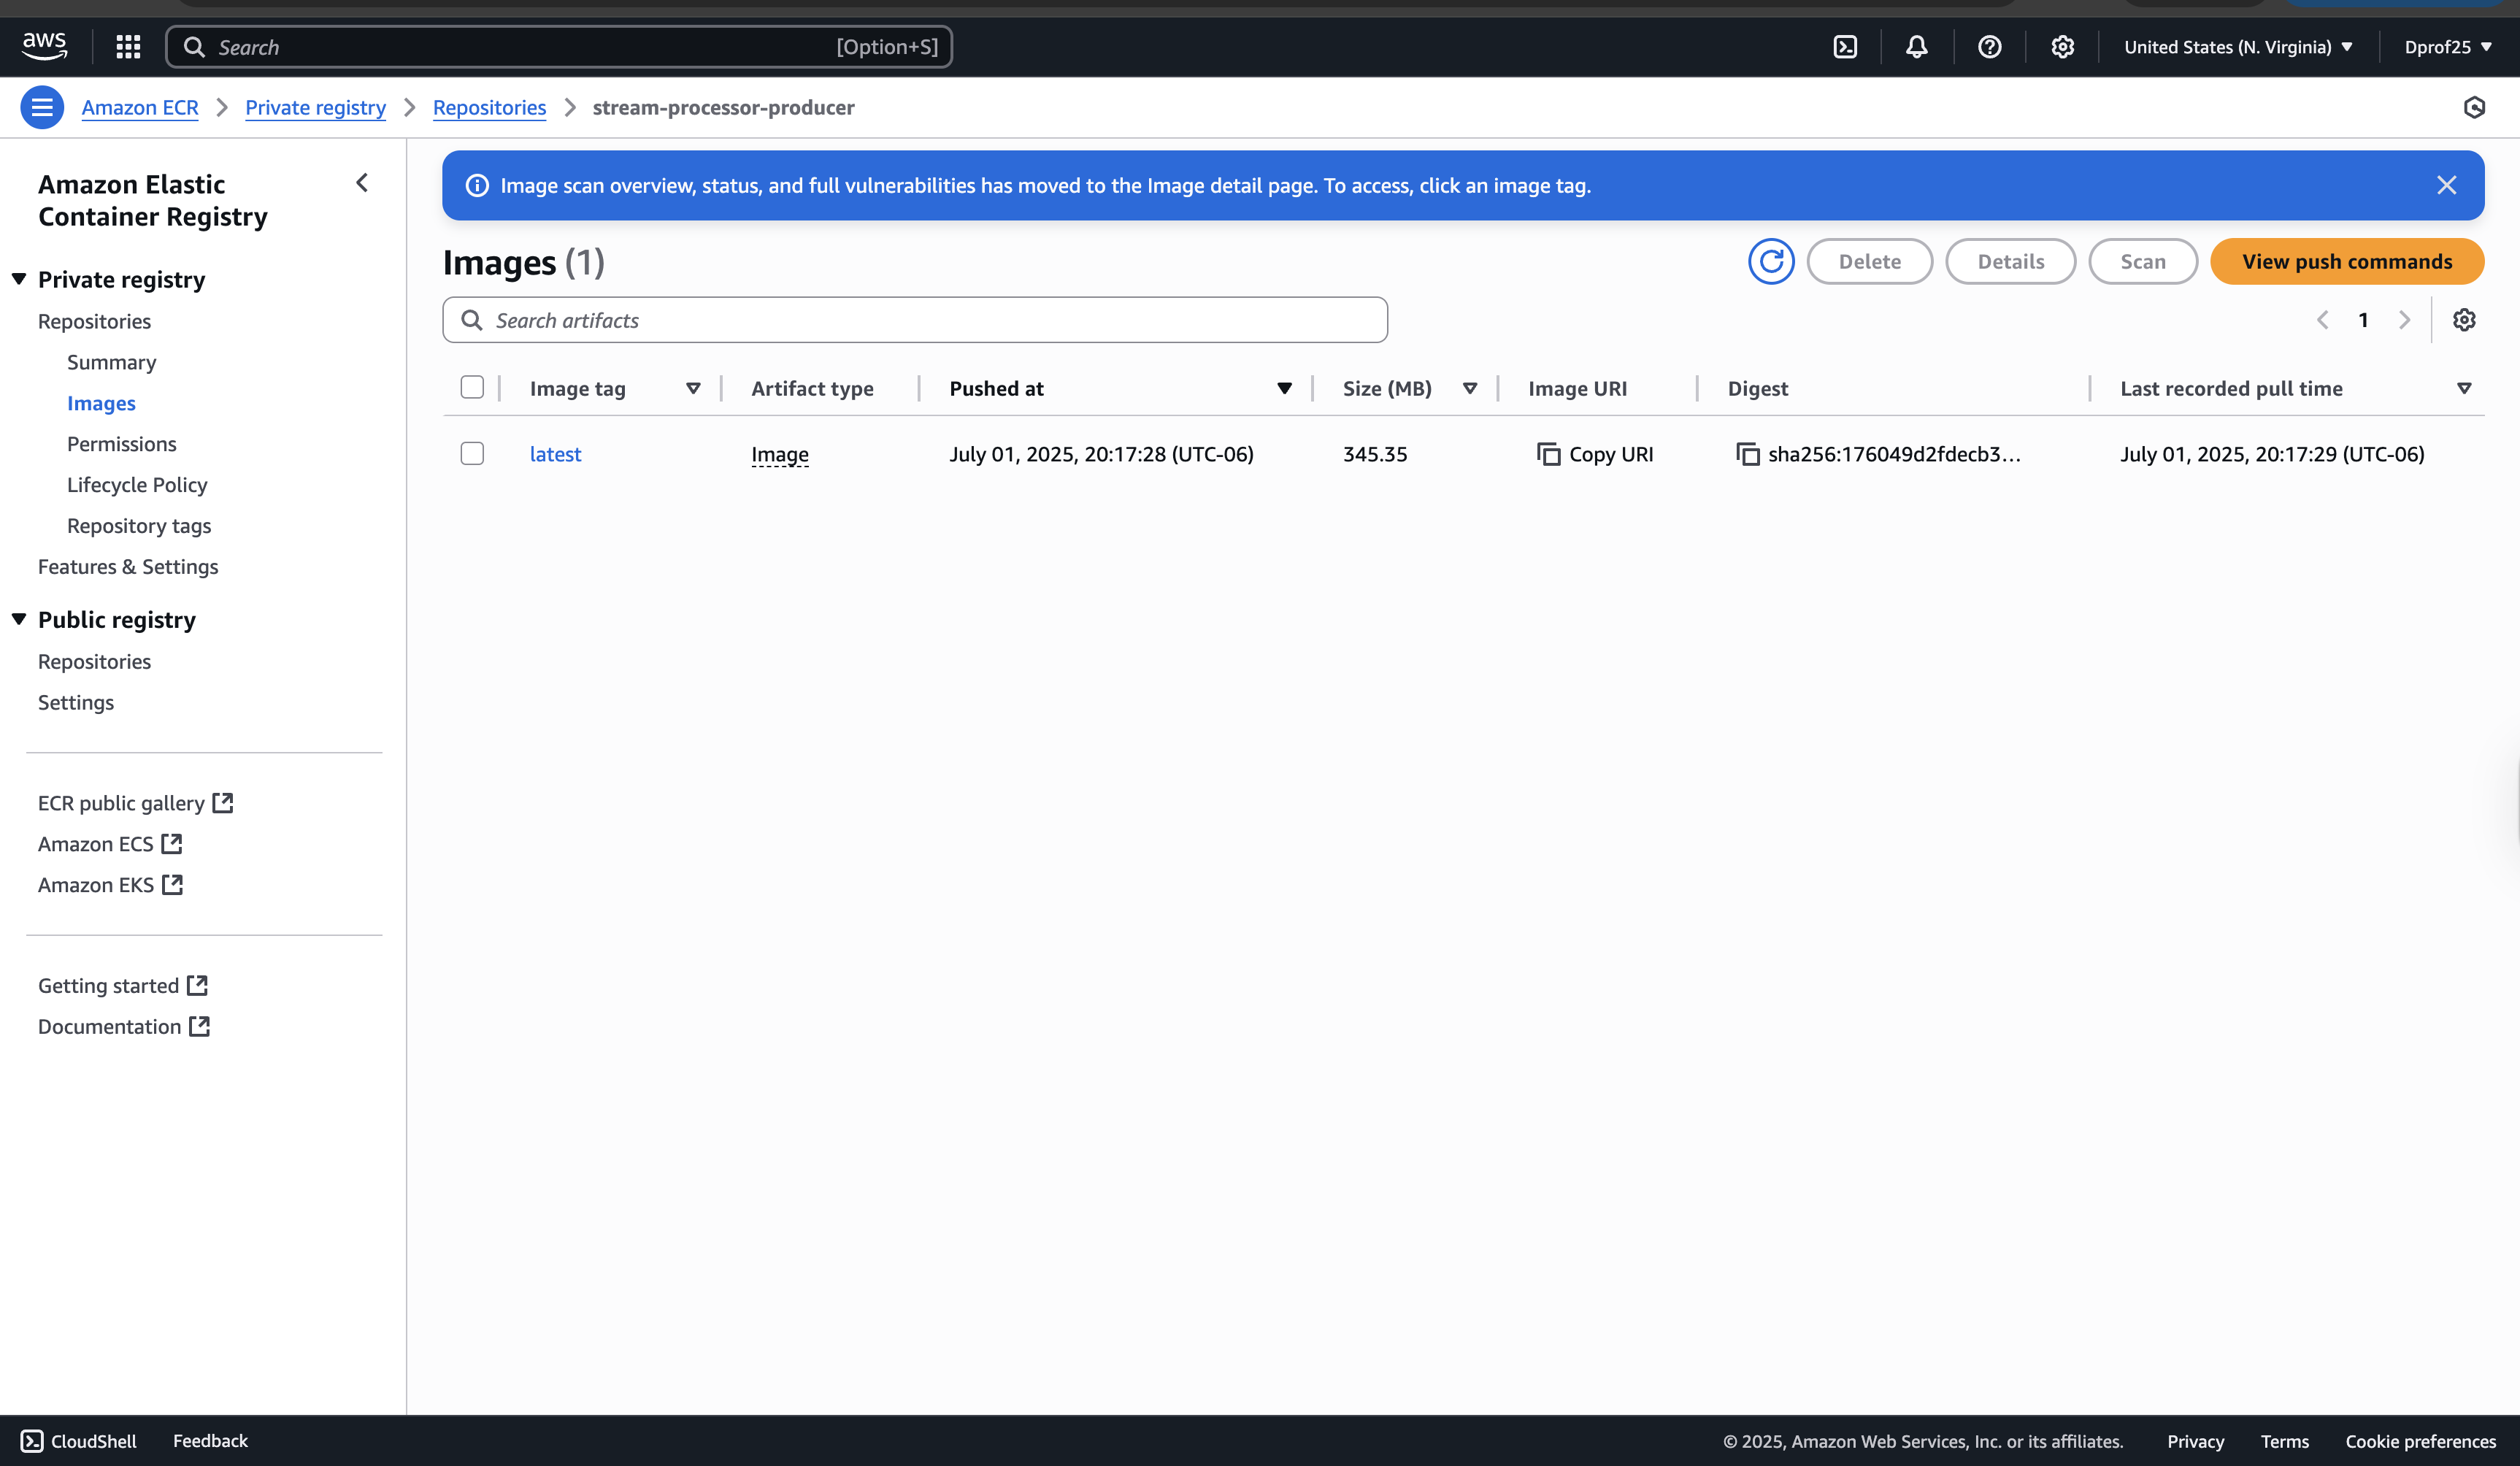 aws
Search [Option+S]
United States (N. Virginia)
Dprof25
Amazon ECR
Private registry
Repositories
stream-processor-producer
Amazon Elastic
Container Registry
Private registry
Repositories
Summary
Images
Permissions
Lifecycle Policy
Repository tags
Features & Settings
Public registry
Repositories
Settings
ECR public gallery
Amazon ECS
Amazon EKS
Getting started
Documentation
Image scan overview, status, and full vulnerabilities has moved to the Image detail page. To access, click an image tag.
Images (1)
Delete
Details
Scan
View push commands
Search artifacts
1
Image tag Artifact type Pushed at Size (MB) Image URI Digest Last recorded pull time
latest Image July 01, 2025, 20:17:28 (UTC-06) 345.35 Copy URI sha256:176049d2fdecb3... July 01, 2025, 20:17:29 (UTC-06)
CloudShell
Feedback
© 2025, Amazon Web Services, Inc. or its affiliates.
Privacy
Terms
Cookie preferences